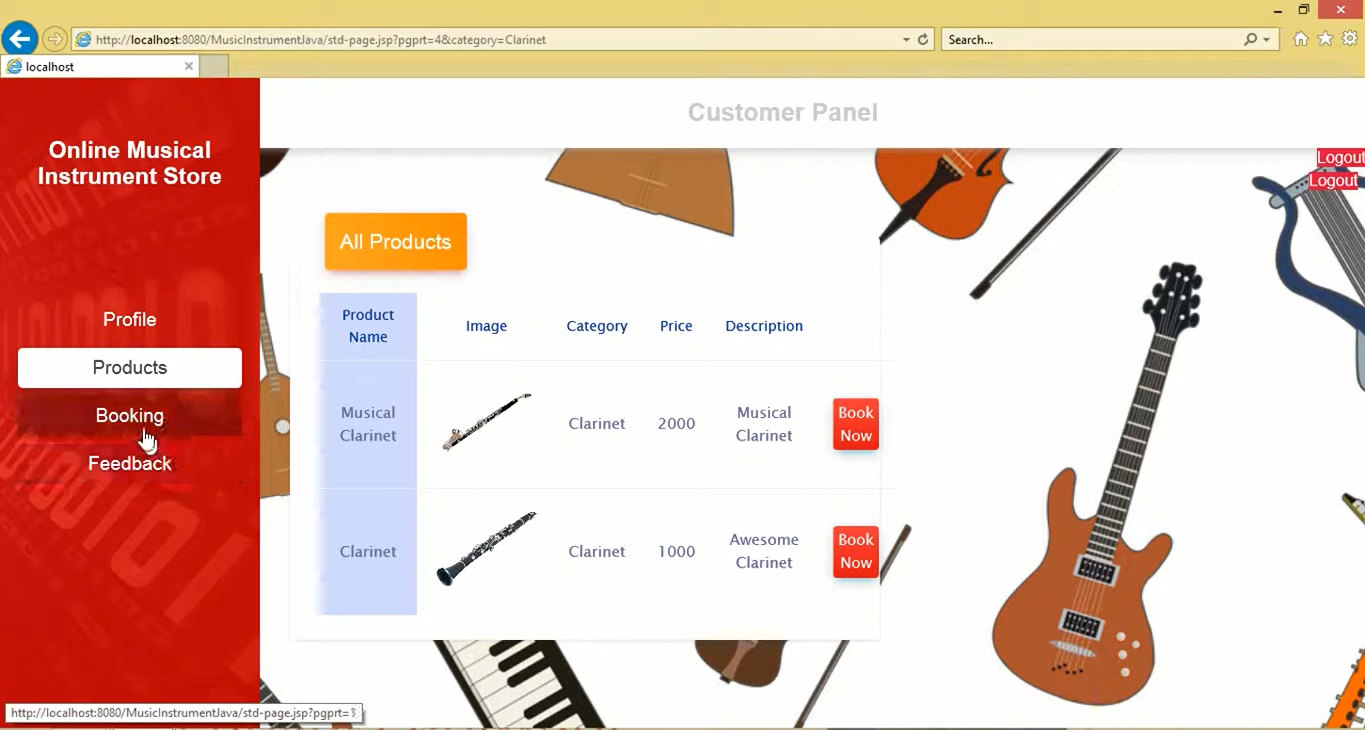 http://localhost:8080/MusicInstrumentJava/std-page.jsp?pgprt=4&category=Clarinet
Search...
localhost
Online Musical
Instrument Store
Profile
Products
Booking
Feedback
Customer Panel
Logout
Logout
All Products
Product
Name
Image
Category
Price
Description
Musical
Clarinet
Clarinet
2000
Musical
Clarinet
Book
Now
Clarinet
Clarinet
1000
Awesome
Clarinet
Book
Now
http://localhost:8080/MusicInstrumentJava/std-page.jsp?pgprt=